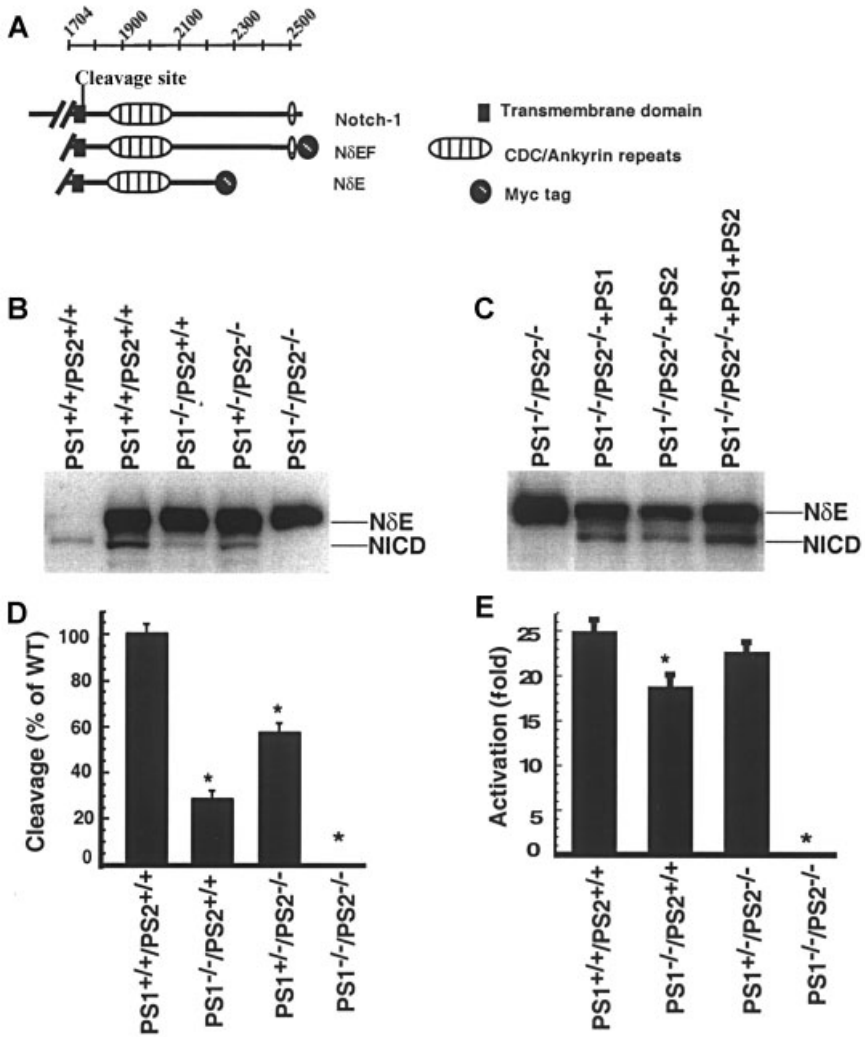 A
1704 1900 2100 2300 2500
Cleavage site
Notch-1
NδEF
NδE
Transmembrane domain
CDC/Ankyrin repeats
Myc tag
B
PS1+/+/PS2+/+
PS1+/+/PS2+/+
PS1-/-/PS2+/+
PS1+/-/PS2-/-
PS1-/-/PS2-/-
NδE
NICD
C
PS1-/-/PS2-/-
PS1-/-/PS2-/-+PS1
PS1-/-/PS2-/-+PS2
PS1-/-/PS2-/-+PS1+PS2
NδE
NICD
D
Cleavage (% of WT)
100
80
60
40
20
0
*
*
*
PS1+/+/PS2+/+
PS1-/-/PS2+/+
PS1+/-/PS2-/-
PS1-/-/PS2-/-
E
Activation (fold)
25
20
15
10
5
0
*
*
PS1+/+/PS2+/+
PS1-/-/PS2+/+
PS1+/-/PS2-/-
PS1-/-/PS2-/-